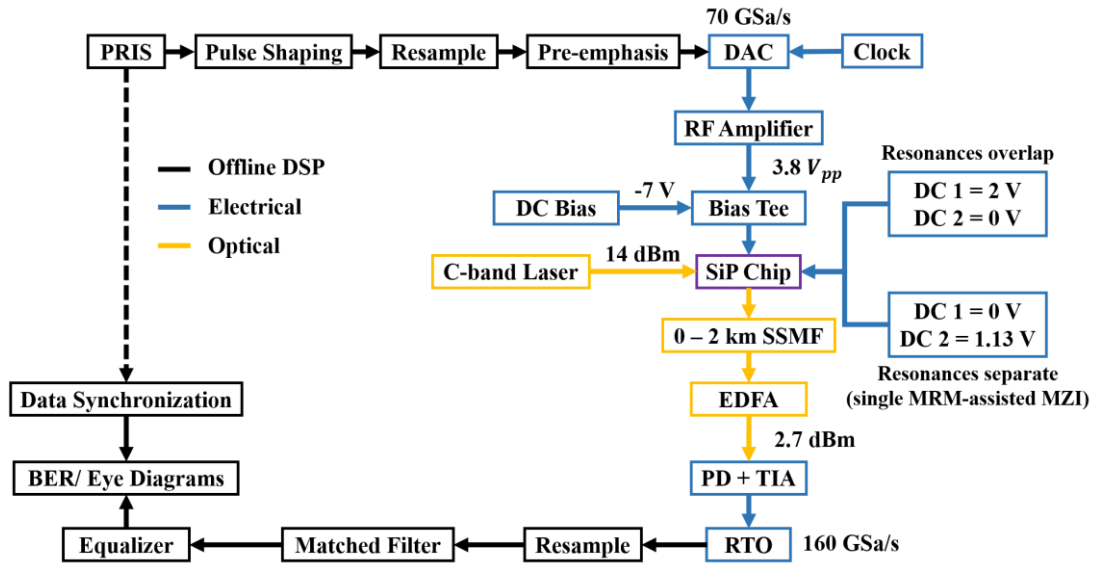 70 GSa/s
PRIS
Pulse Shaping
Resample
Pre-emphasis
DAC
Clock
RF Amplifier
Offline DSP
Electrical
Optical
3.8 Vpp
Resonances overlap
DC 1 = 2 V
DC 2 = 0 V
DC Bias
-7 V
Bias Tee
C-band Laser
14 dBm
SiP Chip
DC 1 = 0 V
DC 2 = 1.13 V
Resonances separate
(single MRM-assisted MZI)
0 – 2 km SSMF
EDFA
2.7 dBm
PD + TIA
RTO
160 GSa/s
Resample
Matched Filter
Equalizer
BER/ Eye Diagrams
Data Synchronization